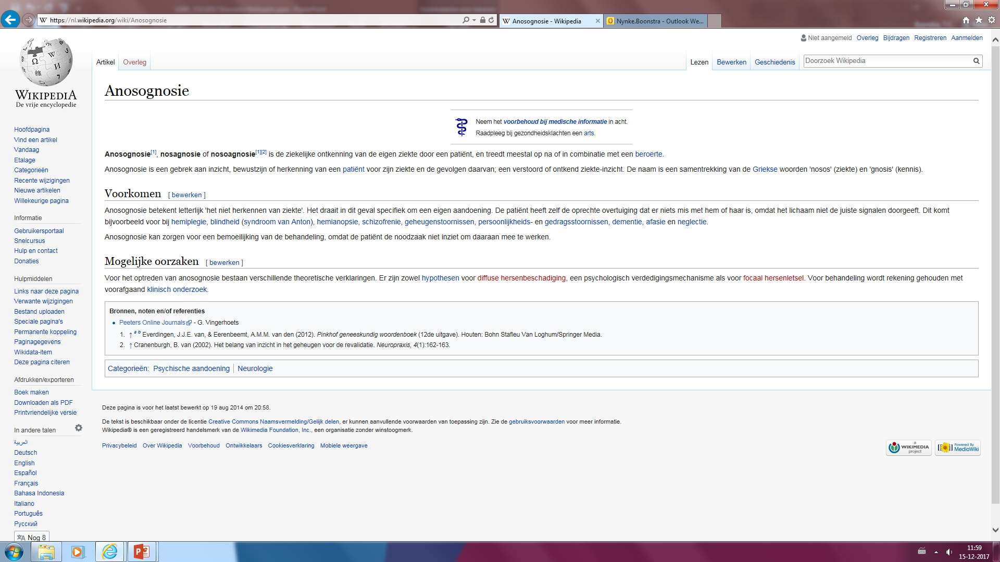 https://nl.wikipedia.org/wiki/Anosognosie
Anosognosie - Wikipedia
Nynke.Boonstra - Outlook We...
Niet aangemeld Overleg Bijdragen Registreren Aanmelden
Artikel Overleg
Lezen Bewerken Geschiedenis Doorzoek Wikipedia
WIKIPEDIA
De vrije encyclopedie
Hoofdpagina
Vind een artikel
Vandaag
Etalage
Categorieën
Recente wijzigingen
Nieuwe artikelen
Willekeurige pagina
Informatie
Gebruikersportaal
Snelcursus
Hulp en contact
Donaties
Hulpmiddelen
Links naar deze pagina
Verwante wijzigingen
Bestand uploaden
Speciale pagina's
Permanente koppeling
Paginagegevens
Wikidata-item
Deze pagina citeren
Afdrukken/exporteren
Boek maken
Downloaden als PDF
Printvriendelijke versie
In andere talen
العربية
Deutsch
English
Español
Français
Bahasa Indonesia
Italiano
Português
Русский
Nog 8
Anosognosie
Neem het voorbehoud bij medische informatie in acht.
Raadpleeg bij gezondheidsklachten een arts.
Anosognosie[1], nosagnosie of nosoagnosie[1][2] is de ziekelijke ontkenning van de eigen ziekte door een patiënt, en treedt meestal op na of in combinatie met een beroerte.
Anosognosie is een gebrek aan inzicht, bewustzijn of herkenning van een patiënt voor zijn ziekte en de gevolgen daarvan; een verstoord of ontkend ziekte-inzicht. De naam is een samentrekking van de Griekse woorden 'nosos' (ziekte) en 'gnosis' (kennis).
Voorkomen [ bewerken ]
Anosognosie betekent letterlijk 'het niet herkennen van ziekte'. Het draait in dit geval specifiek om een eigen aandoening. De patiënt heeft zelf de oprechte overtuiging dat er niets mis met hem of haar is, omdat het lichaam niet de juiste signalen doorgeeft. Dit komt
bijvoorbeeld voor bij hemiplegie, blindheid (syndroom van Anton), hemianopsie, schizofrenie, geheugenstoornissen, persoonlijkheids- en gedragsstoornissen, dementie, afasie en neglectie.
Anosognosie kan zorgen voor een bemoeilijking van de behandeling, omdat de patiënt de noodzaak niet inziet om daaraan mee te werken.
Mogelijke oorzaken [ bewerken ]
Voor het optreden van anosognosie bestaan verschillende theoretische verklaringen. Er zijn zowel hypothesen voor diffuse hersenbeschadiging, een psychologisch verdedigingsmechanisme als voor focaal hersenletsel. Voor behandeling wordt rekening gehouden met
voorafgaand klinisch onderzoek.
Bronnen, noten en/of referenties
• Peeters Online Journals - G. Vingerhoets
1. ↑ a b Everdingen, J.J.E. van, & Eerenbeemt, A.M.M. van den (2012). Pinkhof geneeskundig woordenboek (12de uitgave). Houten: Bohn Stafleu Van Loghum/Springer Media.
2. ↑ Cranenburgh, B. van (2002). Het belang van inzicht in het geheugen voor de revalidatie. Neuropraxis, 4(1):162-163.
Categorieën: Psychische aandoening | Neurologie
Deze pagina is voor het laatst bewerkt op 19 aug 2014 om 20:58.
De tekst is beschikbaar onder de licentie Creative Commons Naamsvermelding/Gelijk delen, er kunnen aanvullende voorwaarden van toepassing zijn. Zie de gebruiksvoorwaarden voor meer informatie.
Wikipedia® is een geregistreerd handelsmerk van de Wikimedia Foundation, Inc., een organisatie zonder winstoogmerk.
Privacybeleid Over Wikipedia Voorbehoud Ontwikkelaars Cookiesverklaring Mobiele weergave
a WIKIMEDIA project
Powered By MediaWiki
11:59
15-12-2017